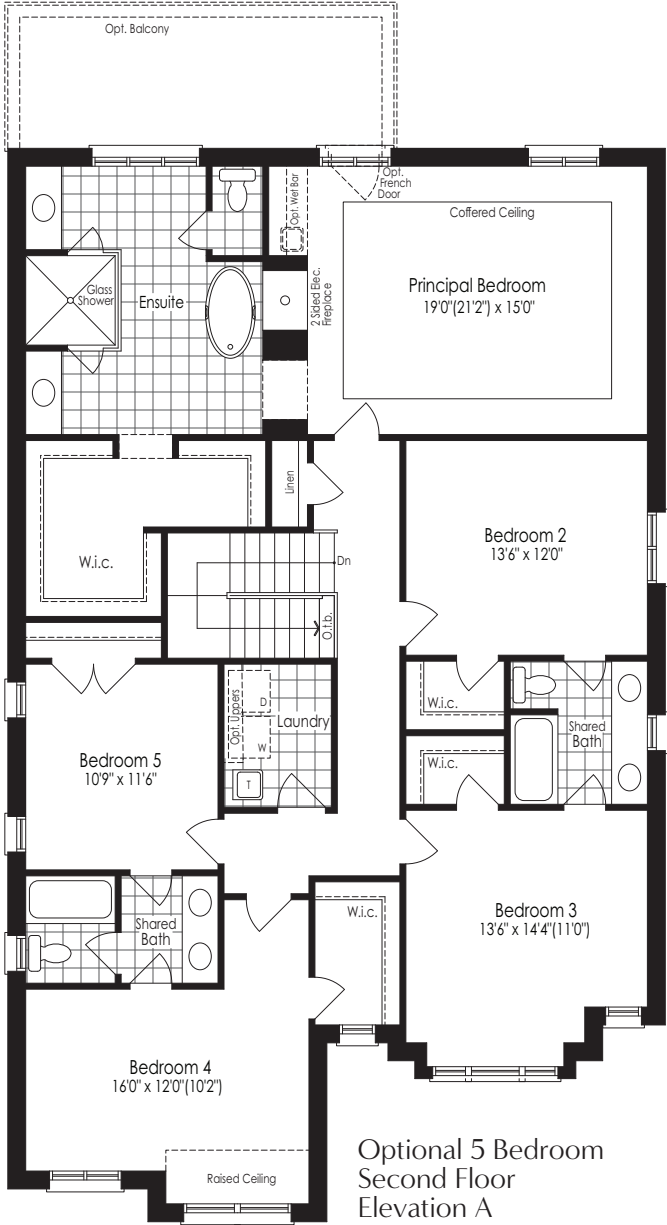 Opt. Balcony
Opt.
French
Door
Opt. Wet Bar
Coffered Ceiling
Glass
Shower
Ensuite
2 Sided Elec.
Fireplace
Principal Bedroom
19'0"(21'2") x 15'0"
Linen
W.i.c.
Bedroom 2
13'6" x 12'0"
Dn
O.t.b.
Opt. Uppers
D
W
T
Laundry
W.i.c.
Shared
Bath
W.i.c.
Bedroom 5
10'9" x 11'6"
Shared
Bath
W.i.c.
Bedroom 3
13'6" x 14'4"(11'0")
Bedroom 4
16'0" x 12'0"(10'2")
Raised Ceiling
Optional 5 Bedroom
Second Floor
Elevation A